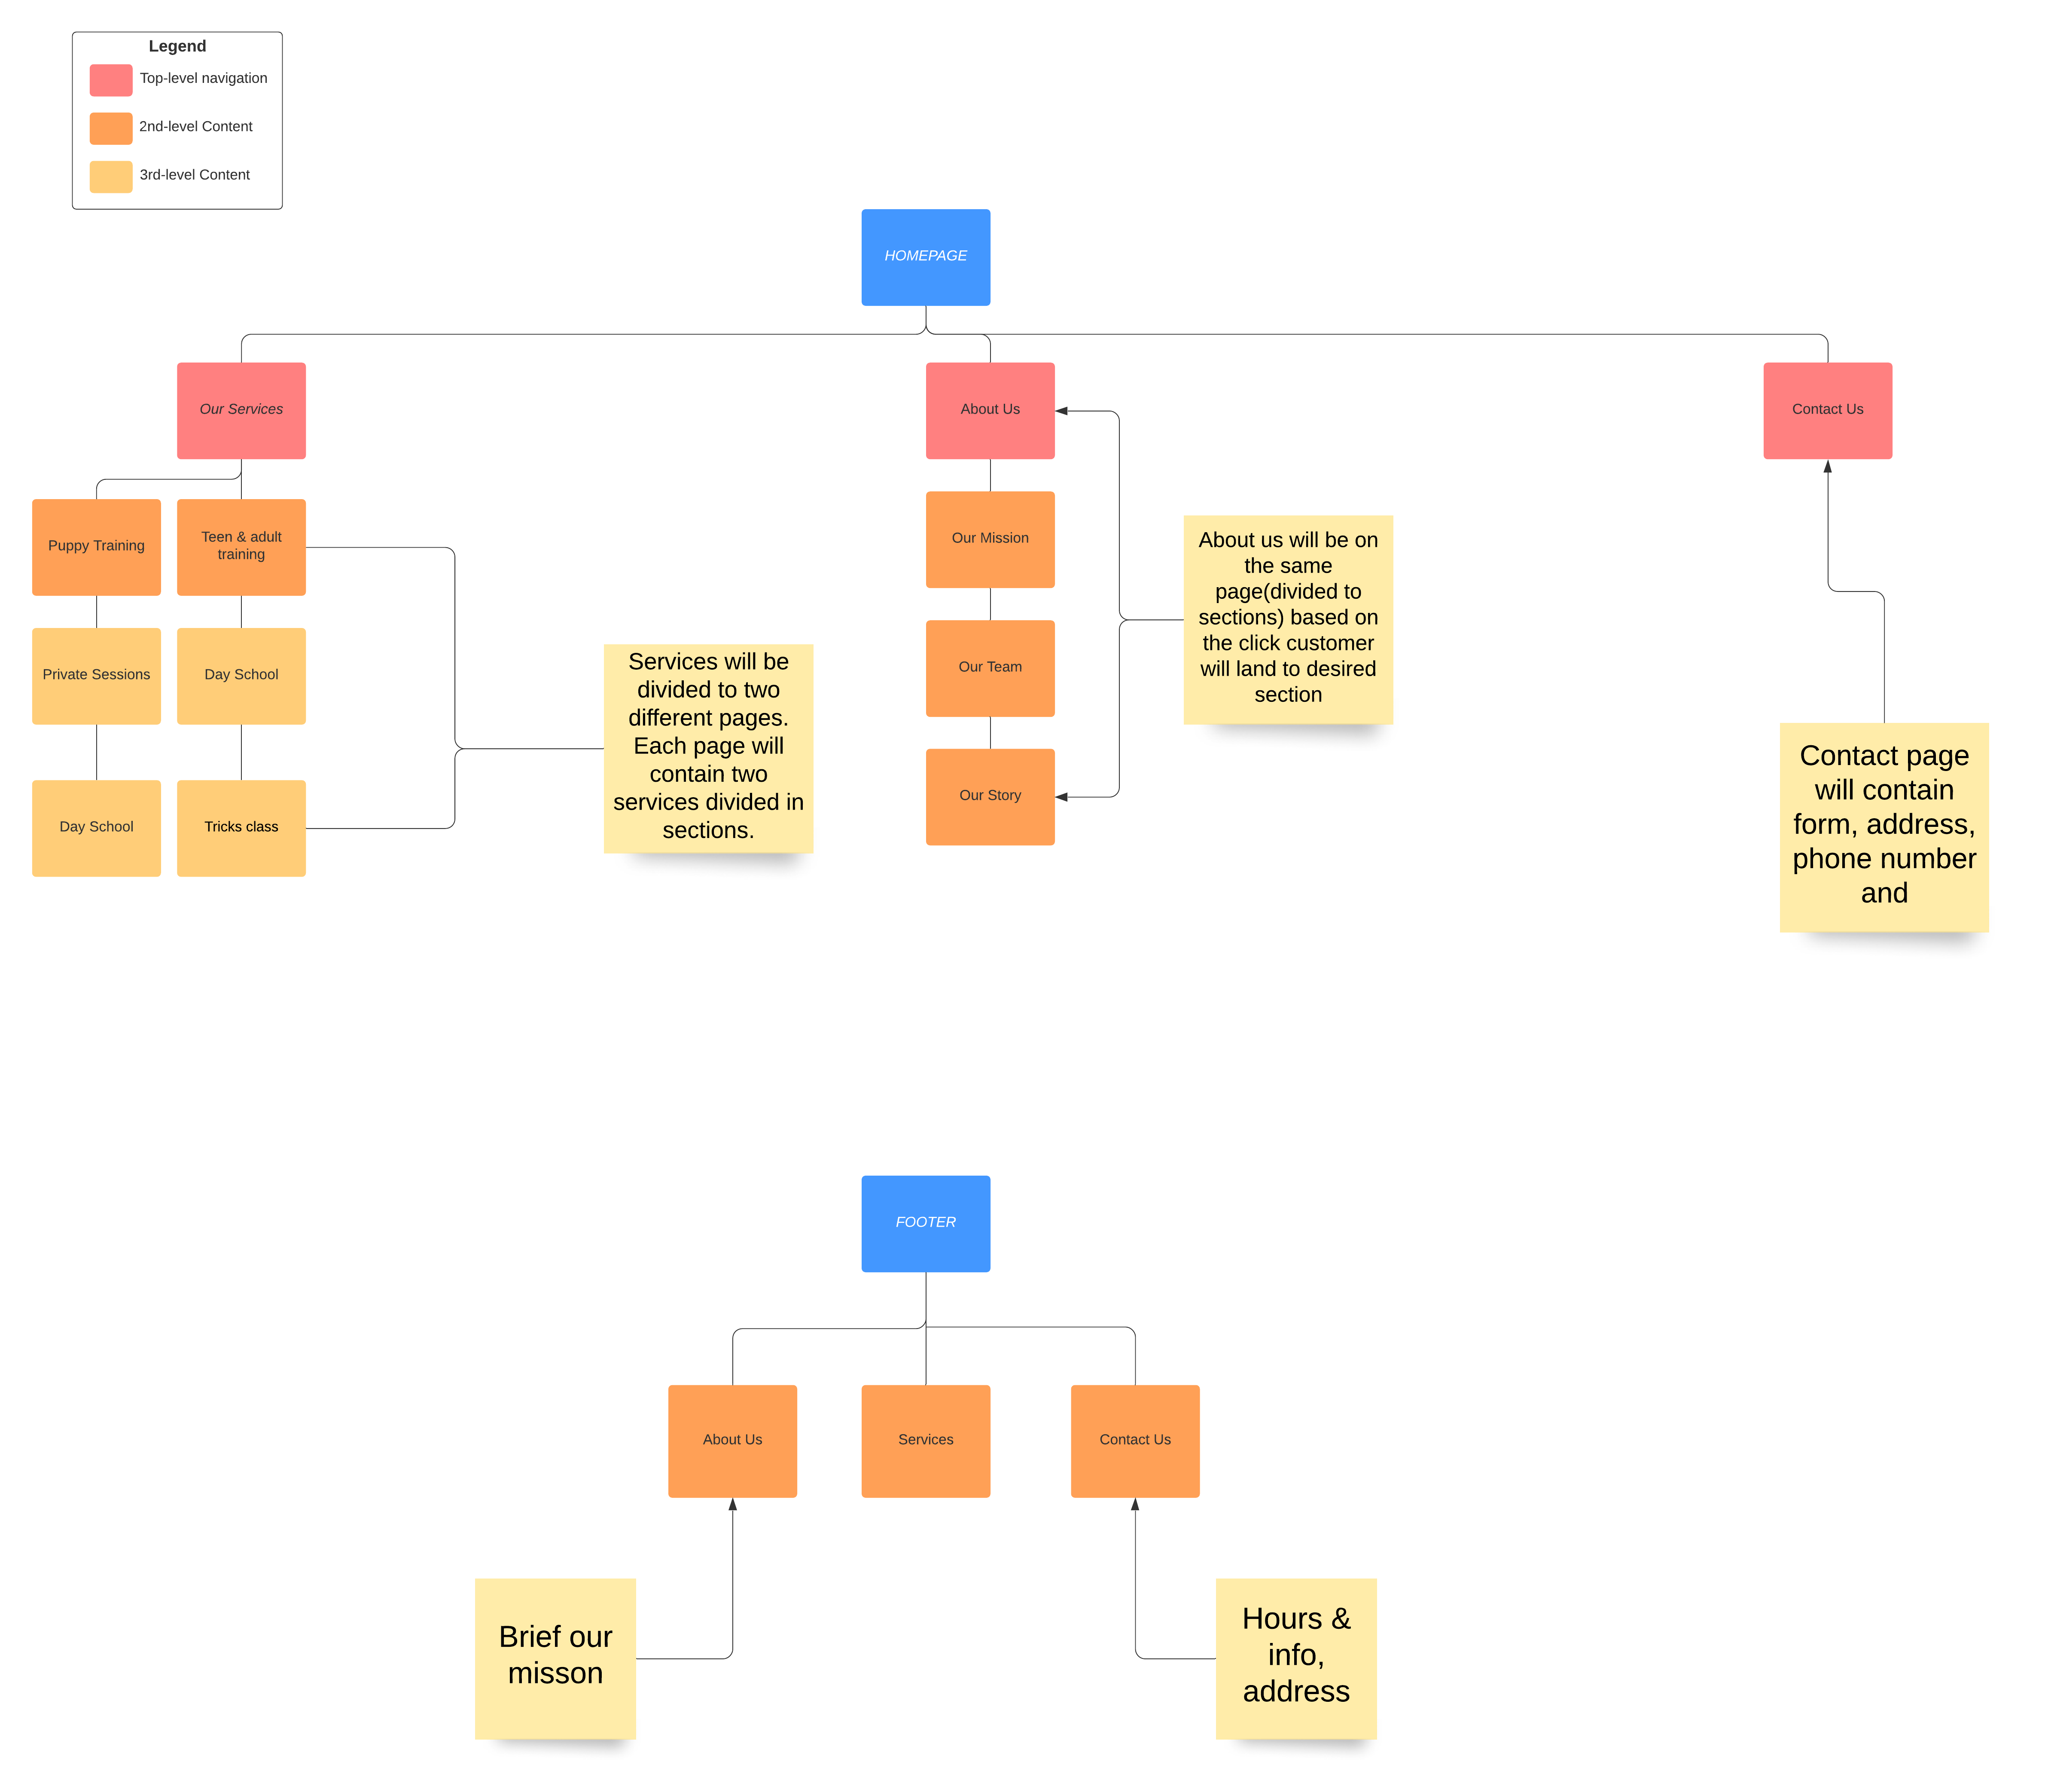 Legend
Top-level navigation
2nd-level Content
3rd-level Content
HOMEPAGE
Our Services
About Us
Contact Us
Puppy Training
Teen & adult
training
Private Sessions
Day School
Day School
Tricks class
Services will be
divided to two
different pages.
Each page will
contain two
services divided in
sections.
Our Mission
Our Team
Our Story
About us will be on
the same
page(divided to
sections) based on
the click customer
will land to desired
section
Contact page
will contain
form, address,
phone number
and
FOOTER
About Us
Services
Contact Us
Brief our
misson
Hours &
info,
address